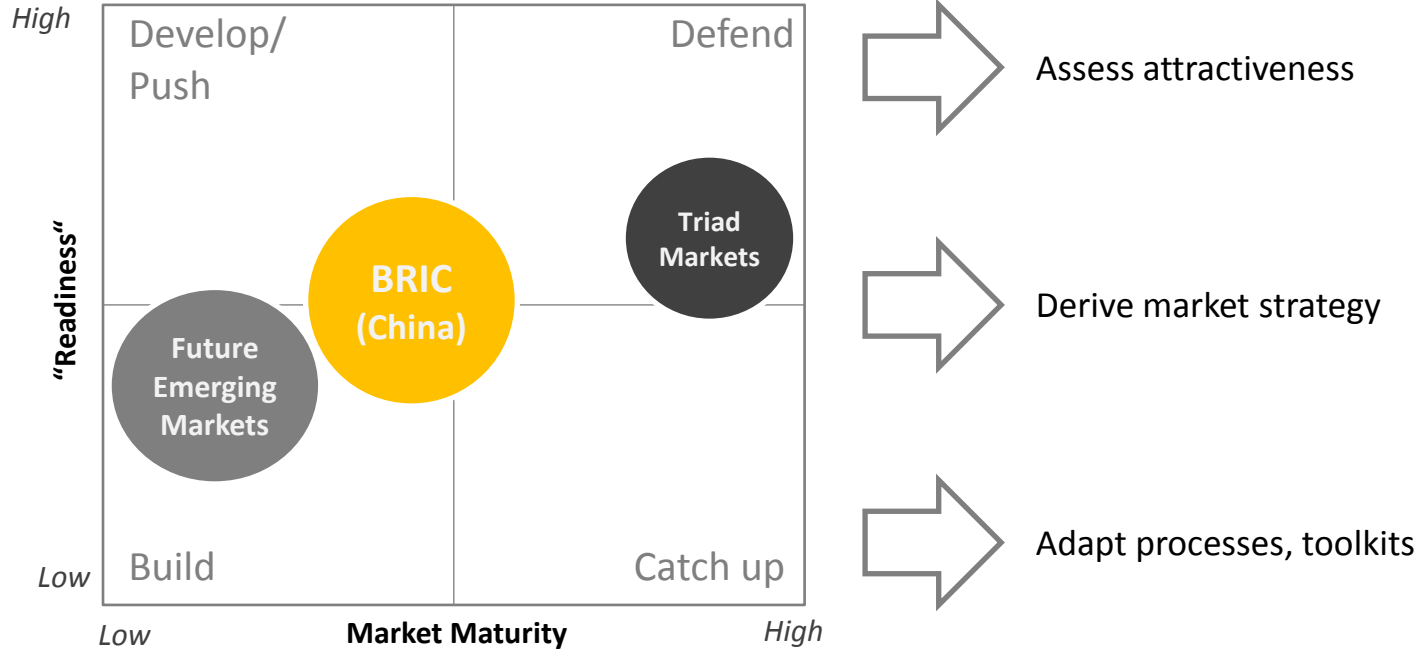 High
Develop/
Push
Defend
Assess attractiveness
“Readiness“
Triad
Markets
BRIC
(China)
Derive market strategy
Future
Emerging
Markets
Build
Catch up
Adapt processes, toolkits
Low
Low
Market Maturity
High